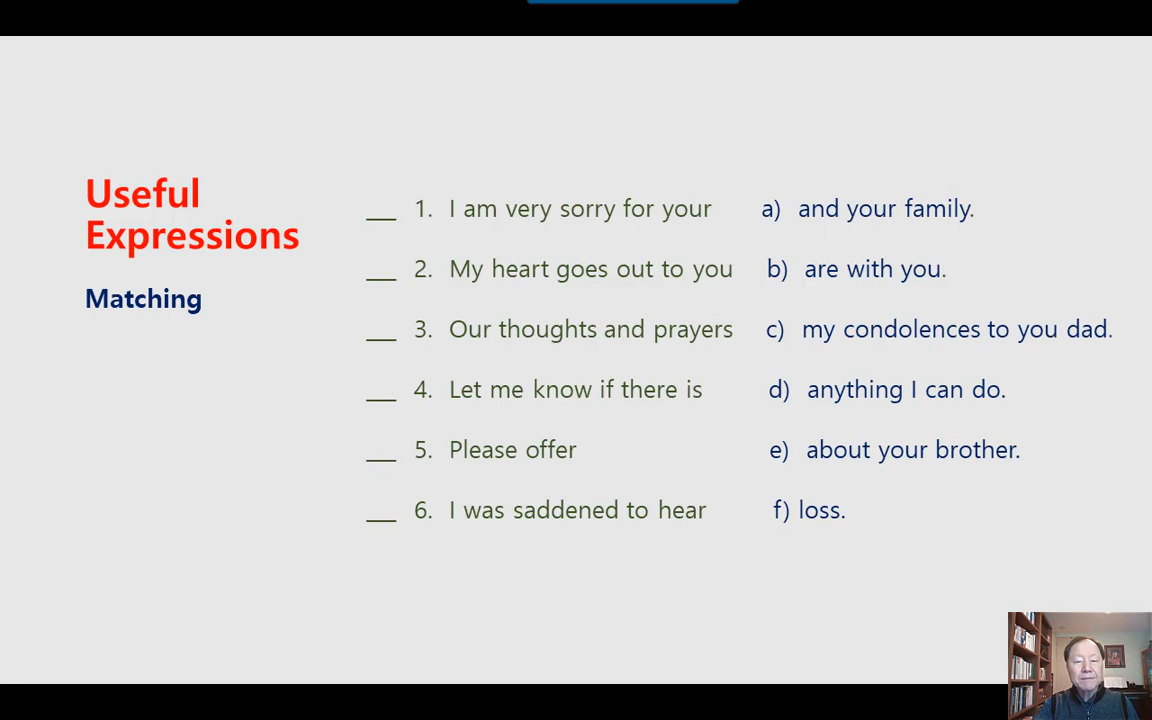 Useful
Expressions
Matching
___ 1. I am very sorry for your a) and your family.
___ 2. My heart goes out to you b) are with you.
___ 3. Our thoughts and prayers c) my condolences to you dad.
___ 4. Let me know if there is d) anything I can do.
___ 5. Please offer e) about your brother.
___ 6. I was saddened to hear f) loss.